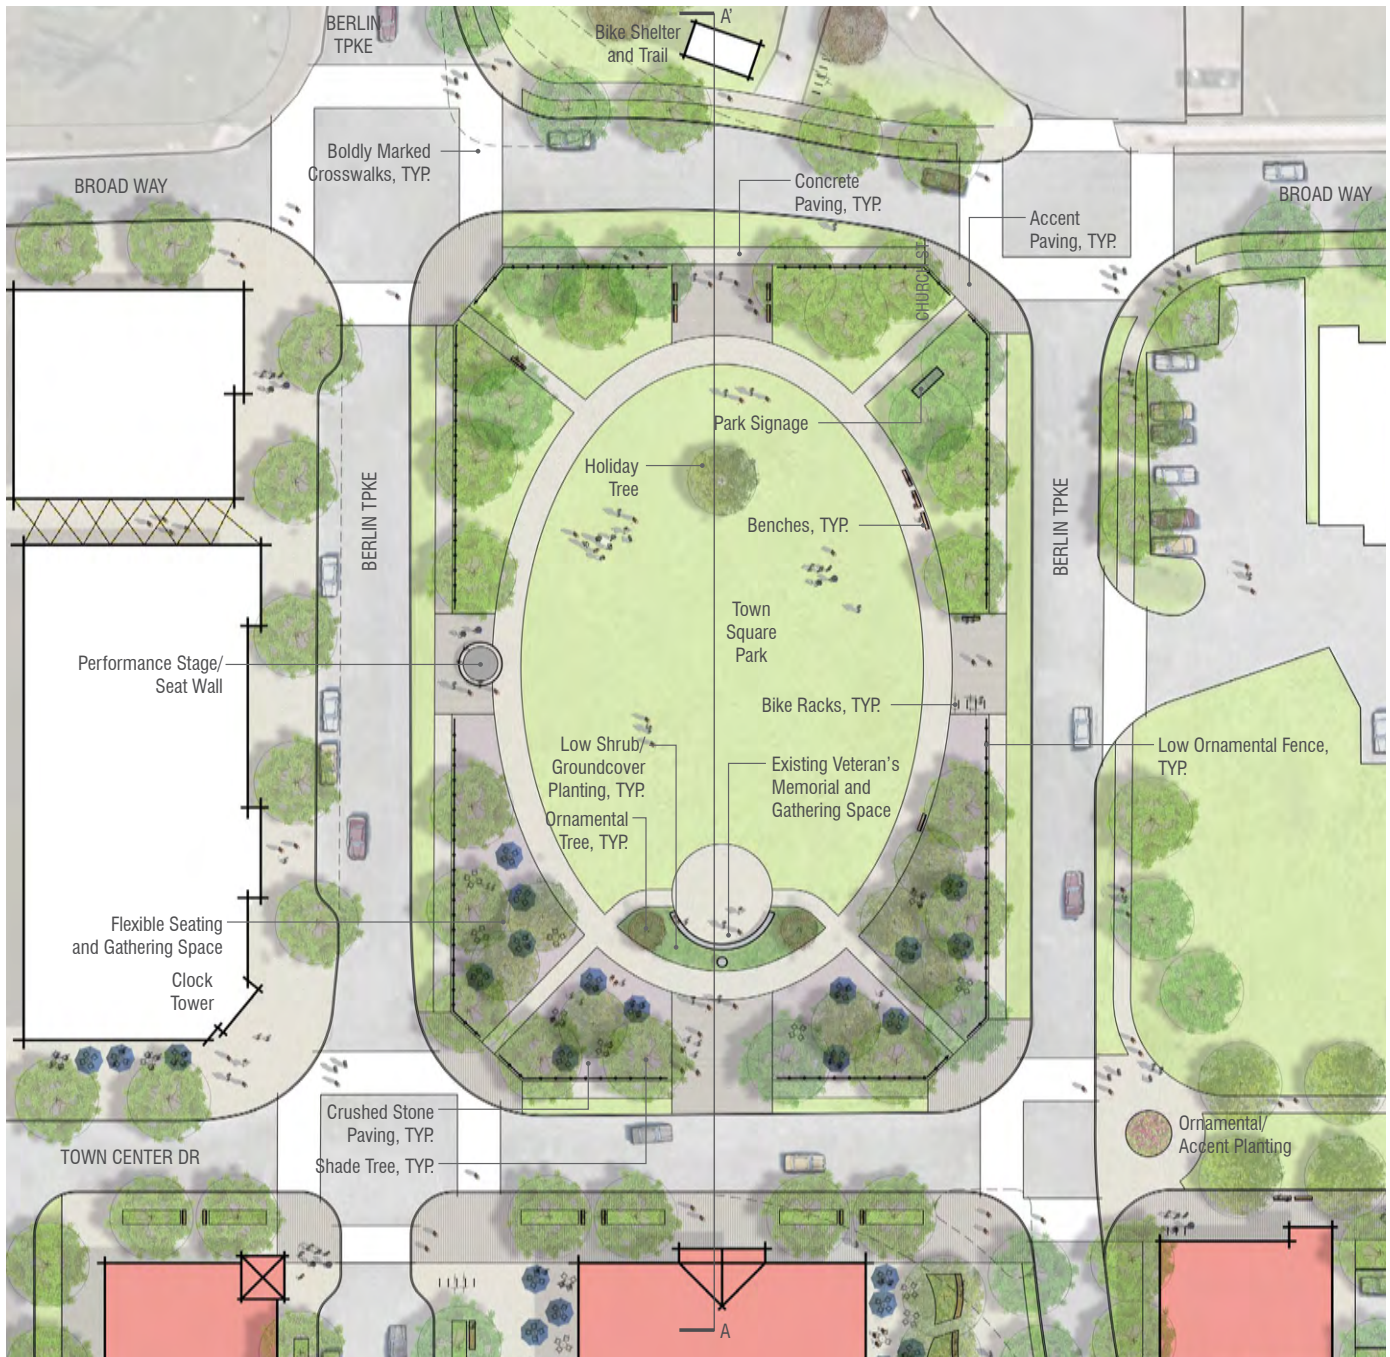 BERLIN
TPKE
A'
Bike Shelter
and Trail
Boldly Marked
Crosswalks, TYP.
BROAD WAY
Concrete
Paving, TYP.
Accent
Paving, TYP.
BROAD WAY
CHURCH ST
Park Signage
Holiday
Tree
Benches, TYP.
BERLIN TPKE
BERLIN TPKE
Town
Square
Park
Performance Stage/
Seat Wall
Bike Racks, TYP.
Low Shrub/
Groundcover
Planting, TYP.
Existing Veteran's
Memorial and
Gathering Space
Low Ornamental Fence,
TYP.
Ornamental
Tree, TYP.
Flexible Seating
and Gathering Space
Clock
Tower
Crushed Stone
Paving, TYP.
Ornamental/
Accent Planting
TOWN CENTER DR
Shade Tree, TYP.
A